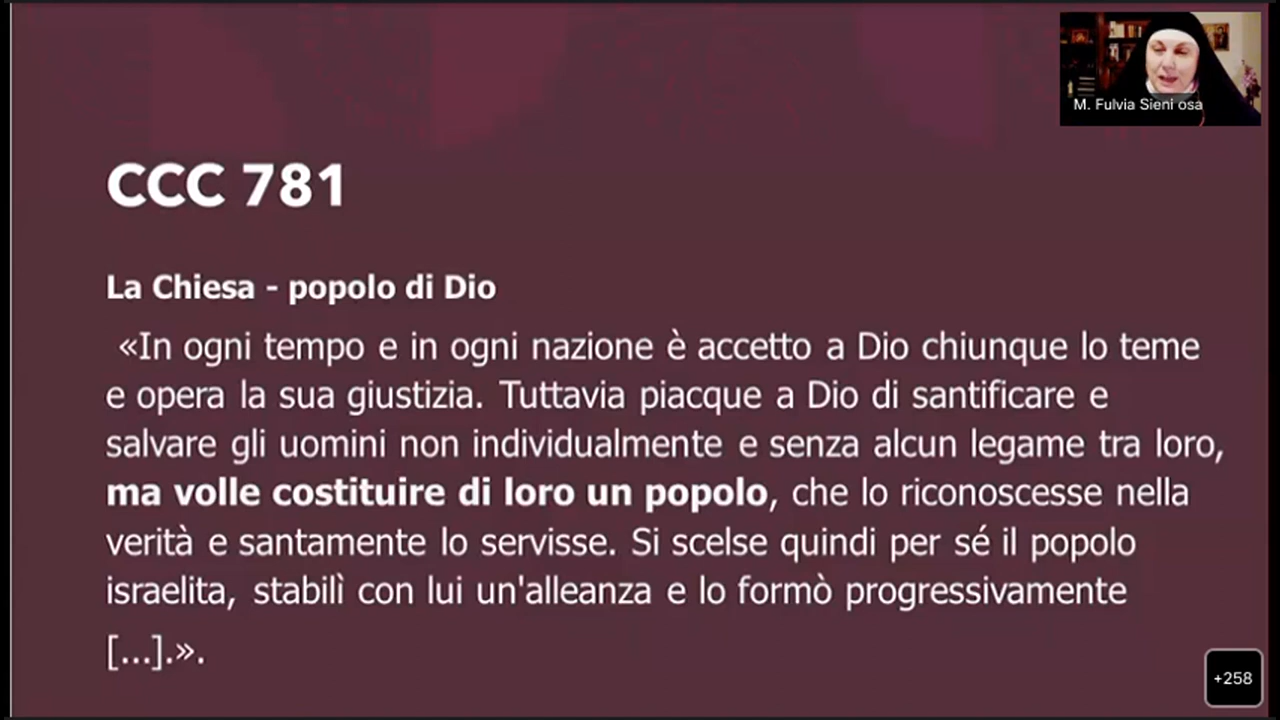 M. Fulvia Sieni osa
CCC 781
La Chiesa - popolo di Dio
«In ogni tempo e in ogni nazione è accetto a Dio chiunque lo teme
e opera la sua giustizia. Tuttavia piacque a Dio di santificare e
salvare gli uomini non individualmente e senza alcun legame tra loro,
ma volle costituire di loro un popolo, che lo riconoscesse nella
verità e santamente lo servisse. Si scelse quindi per sé il popolo
israelita, stabilì con lui un'alleanza e lo formò progressivamente
[...].».
+258